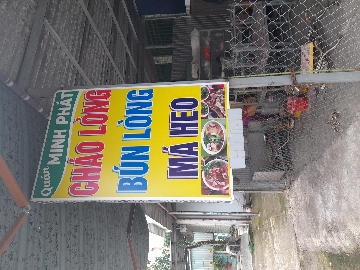 Quán
MINH PHÁT
CHÁO LÒNG
BÚN LÒNG
MÁ HEO